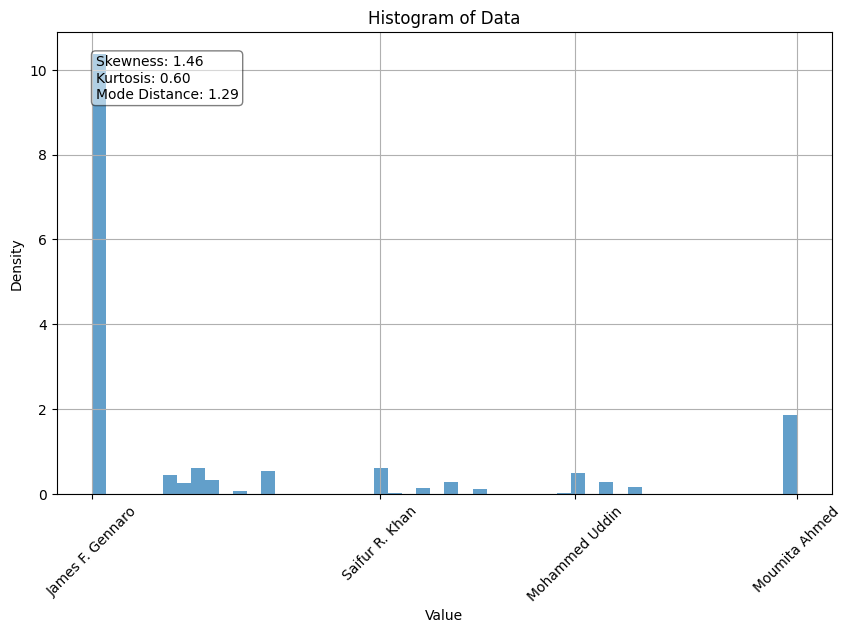 Histogram of Data
Skewness: 1.46
Kurtosis: 0.60
Mode Distance: 1.29
Density
10
8
6
4
2
0
James F. Gennaro
Saifur R. Khan
Mohammed Uddin
Moumita Ahmed
Value